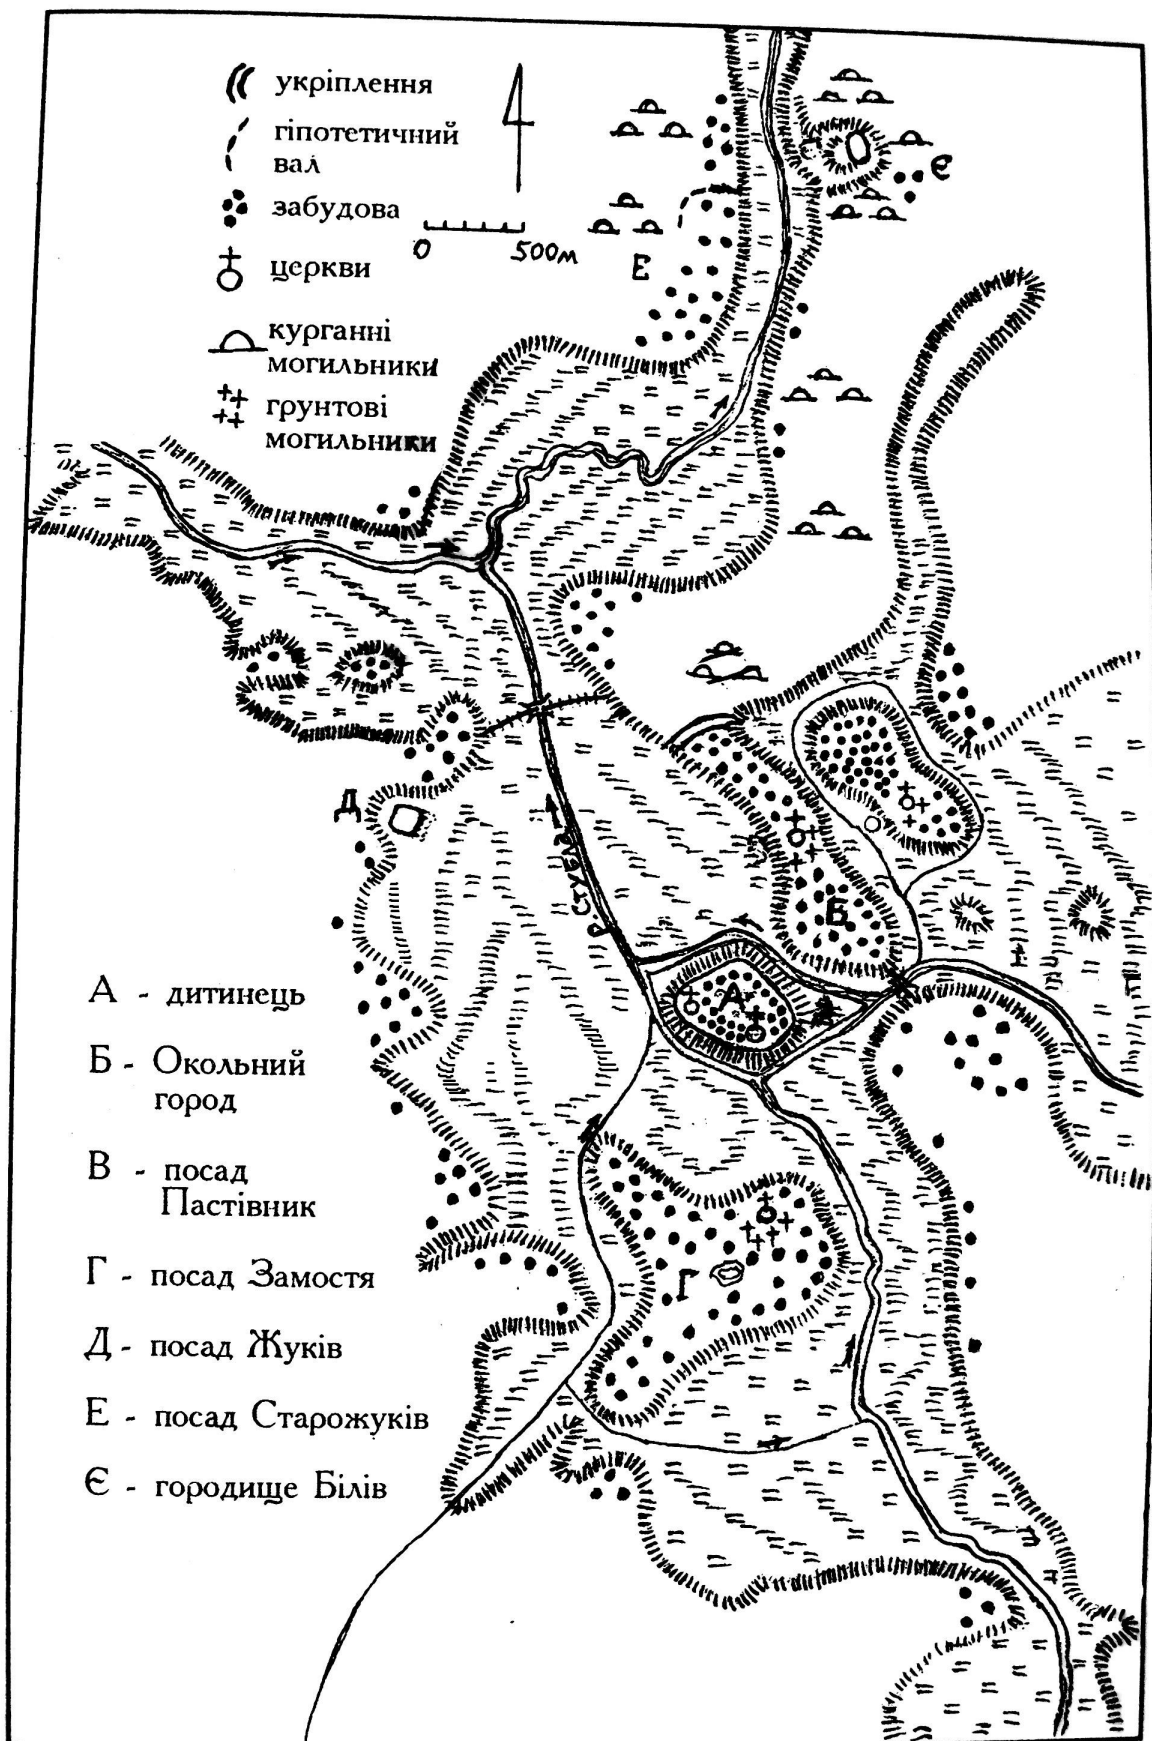 укріплення
гіпотетичний
вал
забудова
церкви
курганні
могильники
грунтові
могильники
0 500м
Є
Е
Д
Б
А
Г
А - дитинець
Б - Окольний
город
В - посад
Пастівник
Г - посад Замостя
Д - посад Жуків
Е - посад Старожуків
Є - городище Білів